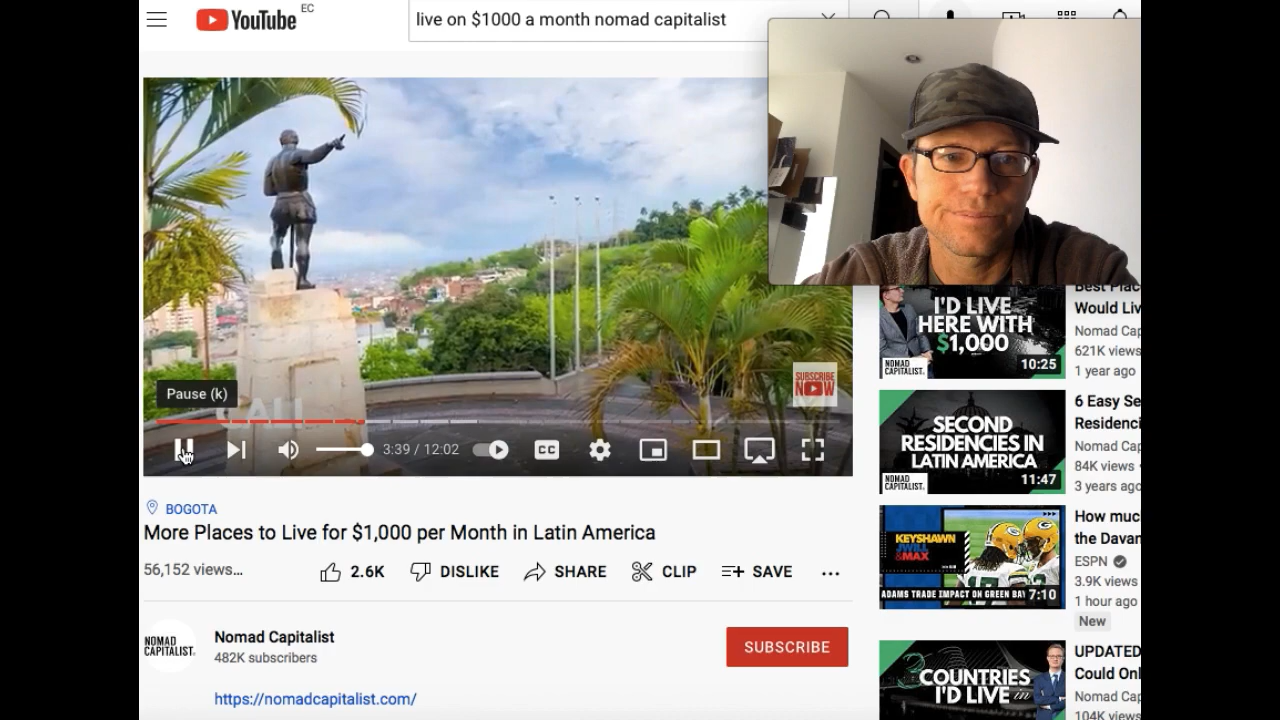 YouTube EC
live on $1000 a month nomad capitalist
SUBSCRIBE
NOW
Pause (k)
CALI
3:39 / 12:02
CC
BOGOTA
More Places to Live for $1,000 per Month in Latin America
56,152 views...
2.6K
DISLIKE
SHARE
CLIP
SAVE
...
NOMAD
CAPITALIST.
Nomad Capitalist
482K subscribers
SUBSCRIBE
https://nomadcapitalist.com/
I'D LIVE
HERE WITH
$1,000
NOMAD
CAPITALIST.
10:25
Best Plac
Would Liv
Nomad Cap
621K views
1 year ago
SECOND
RESIDENCIES IN
LATIN AMERICA
NOMAD
CAPITALIST.
11:47
6 Easy Se
Residenci
Nomad Cap
84K views
3 years ago
KEYSHAWN
JWILL
&MAX
ADAMS TRADE IMPACT ON GREEN BAY
7:10
How muc
the Davan
ESPN
3.9K views
1 hour ago
New
3
COUNTRIES
I'D LIVE in
UPDATED
Could Onl
Nomad Cap
104K views